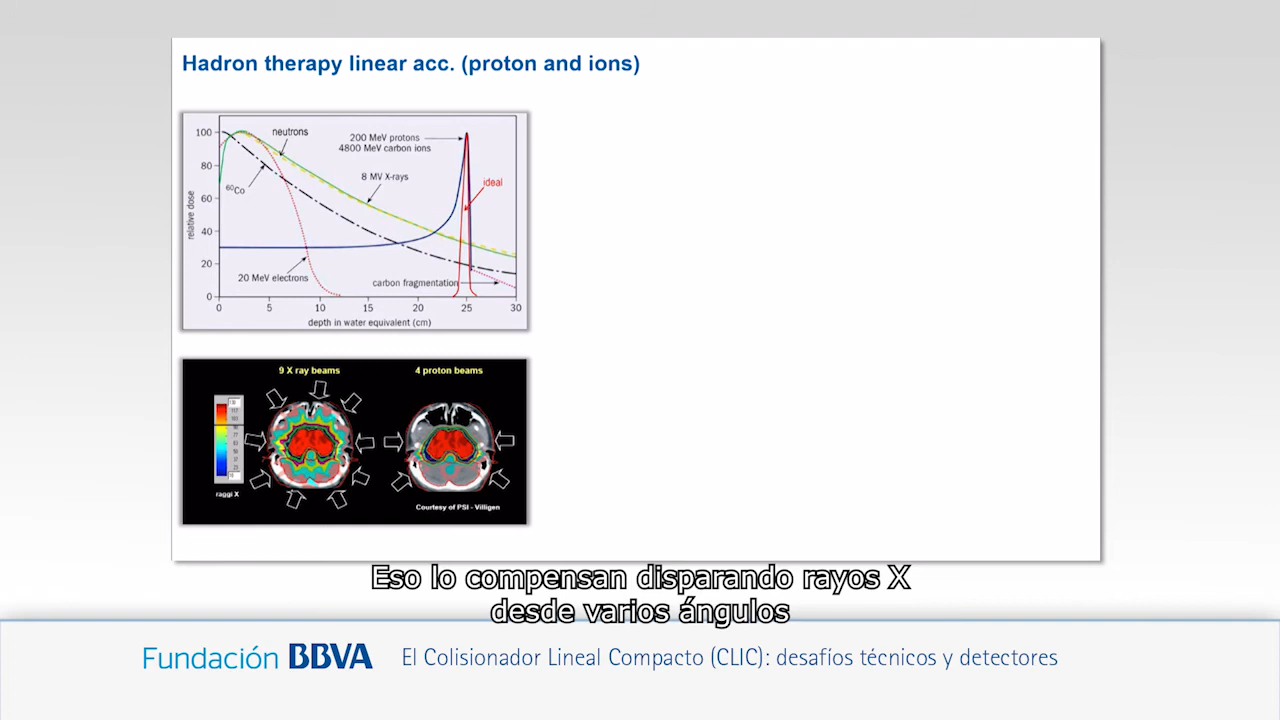 Hadron therapy linear acc. (proton and ions)
100
80
60
40
20
0
relative dose
neutrons
60Co
200 MeV protons
4800 MeV carbon ions
8 MV X-rays
ideal
20 MeV electrons
carbon fragmentation
0 5 10 15 20 25 30
depth in water equivalent (cm)
9 X ray beams
4 proton beams
raggi X
Courtesy of PSI - Villigen
Eso lo compensan disparando rayos X
desde varios ángulos
Fundación BBVA
El Colisionador Lineal Compacto (CLIC): desafíos técnicos y detectores